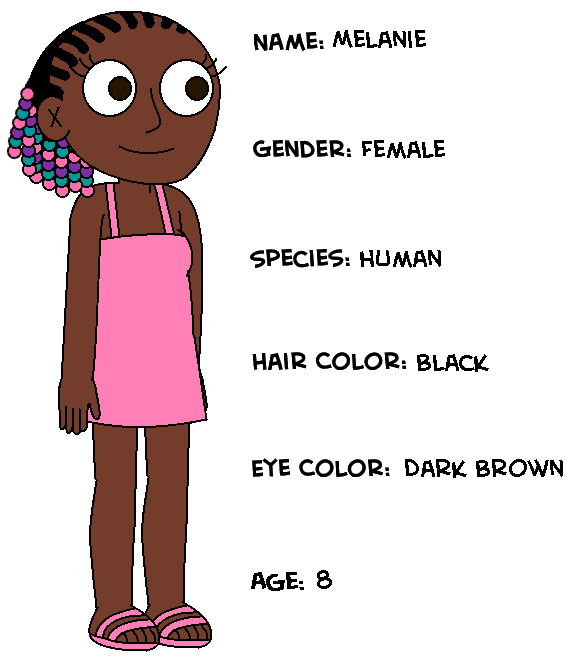 NAME: MELANIE
GENDER: FEMALE
SPECIES: HUMAN
HAIR COLOR: BLACK
EYE COLOR: DARK BROWN
AGE: 8